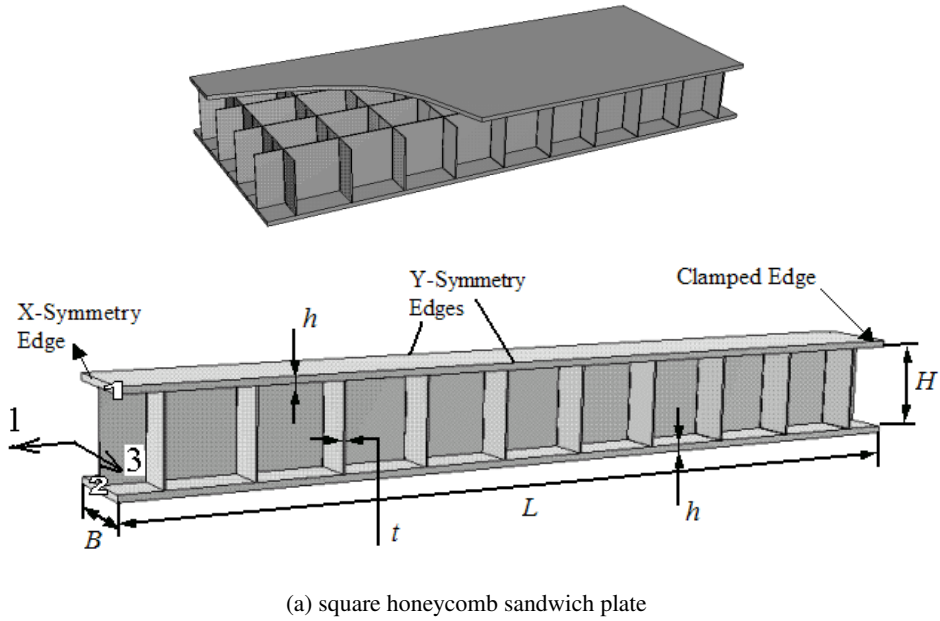 X-Symmetry
Edge
h
Y-Symmetry
Edges
Clamped Edge
1
1
3
2
H
B
L
t
h
(a) square honeycomb sandwich plate